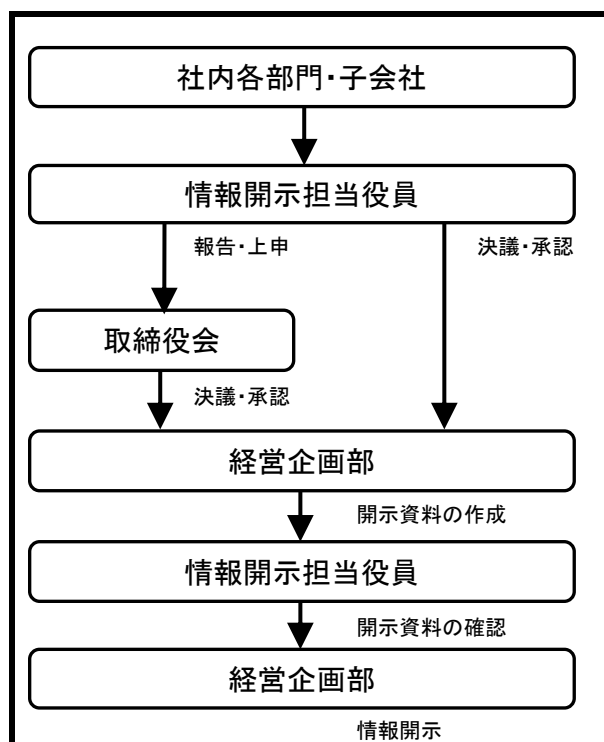 社内各部門・子会社
情報開示担当役員
報告・上申
決議・承認
取締役会
決議・承認
経営企画部
開示資料の作成
情報開示担当役員
開示資料の確認
経営企画部
情報開示